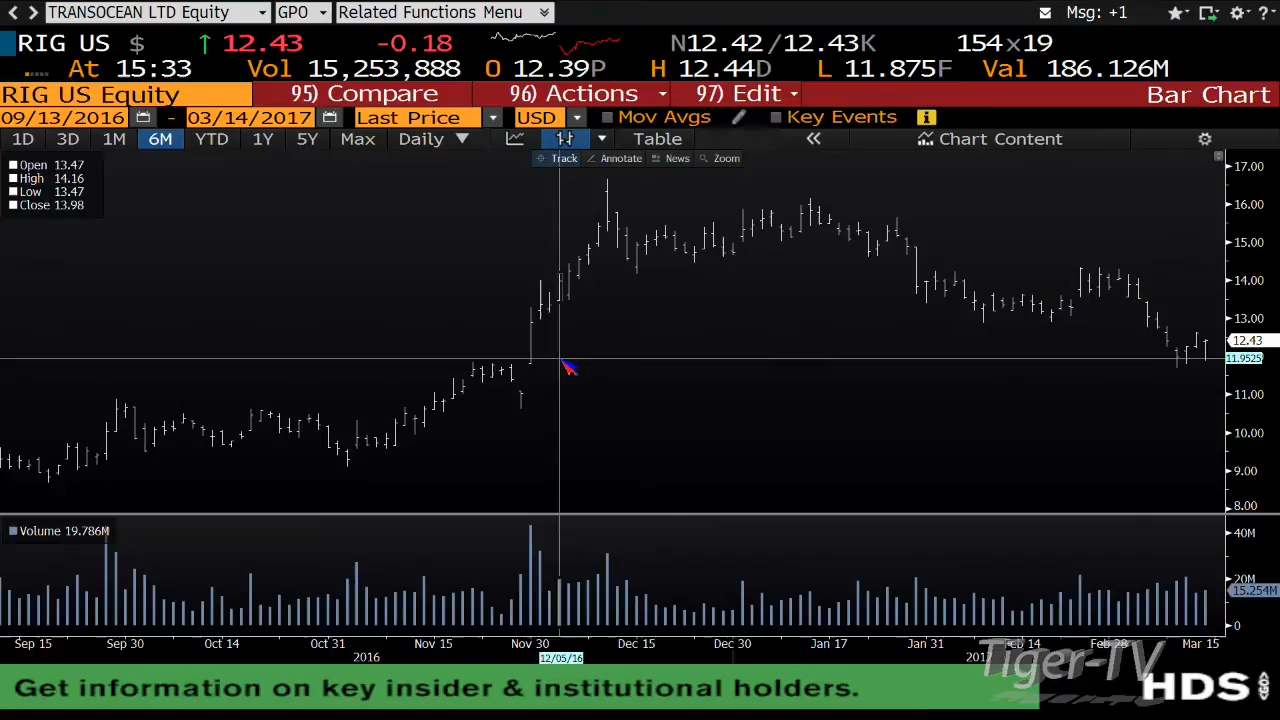 TRANSOCEAN LTD Equity GPO Related Functions Menu Msg: +1 ?
RIG US $ ↑ 12.43 -0.18 N12.42/12.43K 154x19
At 15:33 Vol 15,253,888 O 12.39P H 12.44D L 11.875F Val 186.126M
RIG US Equity 95) Compare 96) Actions 97) Edit Bar Chart
09/13/2016 - 03/14/2017 Last Price USD Mov Avgs Key Events i
1D 3D 1M 6M YTD 1Y 5Y Max Daily Table « Chart Content
Track Annotate News Zoom
Open 13.47
High 14.16
Low 13.47
Close 13.98
17.00
16.00
15.00
14.00
13.00
12.43
11.9525
11.00
10.00
9.00
8.00
Volume 19.786M
40M
20M
15.254M
0
Sep 15 Sep 30 Oct 14 Oct 31 Nov 15 Nov 30 Dec 15 Dec 30 Jan 17 Jan 31 Feb 14 Feb 28 Mar 15
2016 12/05/16 2017
Tiger-TV
Get information on key insider & institutional holders. HDS GO